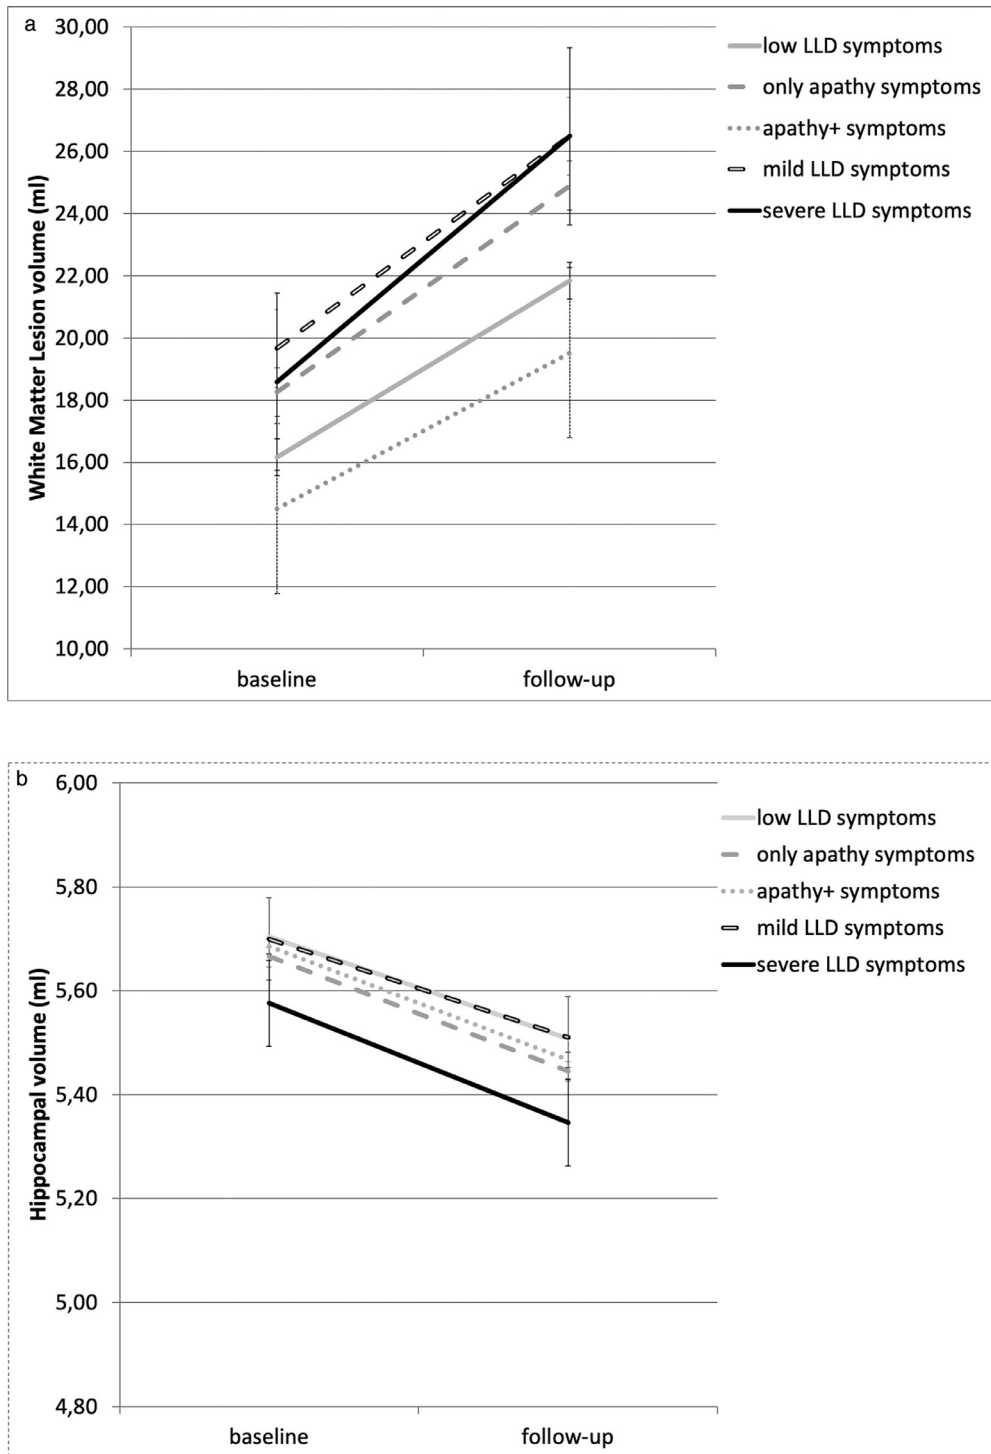 a
30,00
28,00
26,00
24,00
22,00
20,00
18,00
16,00
14,00
12,00
10,00
White Matter Lesion volume (ml)
baseline
follow-up
low LLD symptoms
only apathy symptoms
apathy+ symptoms
mild LLD symptoms
severe LLD symptoms
b
6,00
5,80
5,60
5,40
5,20
5,00
4,80
Hippocampal volume (ml)
baseline
follow-up
low LLD symptoms
only apathy symptoms
apathy+ symptoms
mild LLD symptoms
severe LLD symptoms